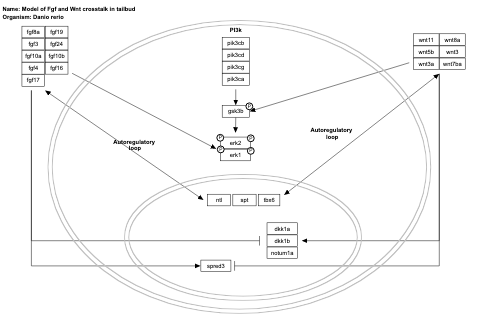 Name: Model of Fgf and Wnt crosstalk in tailbud
Organism: Danio rerio
fgf8a fgf19
fgf3 fgf24
fgf10a fgf10b
fgf4 fgf16
fgf17
PI3k
pik3cb
pik3cd
pik3cg
pik3ca
wnt11 wnt8a
wnt5b wnt3
wnt3a wnt7ba
gsk3b
P
P
P
erk2
P
P
erk1
Autoregulatory
loop
Autoregulatory
loop
ntl spt tbx6
dkk1a
dkk1b
notum1a
spred3